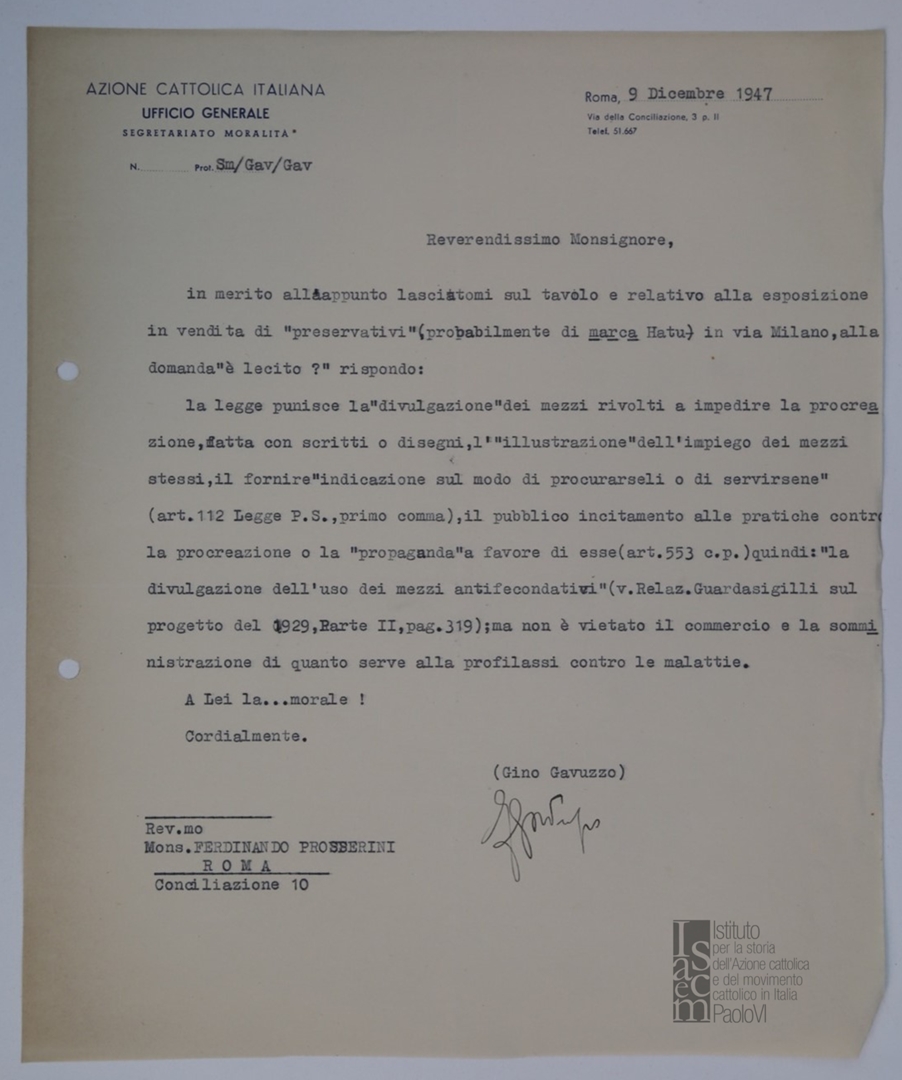 AZIONE CATTOLICA ITALIANA
UFFICIO GENERALE
SEGRETARIATO MORALITÀ
N. Prot. Sm/Gav/Gav
Roma, 9 Dicembre 1947
Via della Conciliazione, 3 p. II
Telef. 51.667
Reverendissimo Monsignore,
in merito all'appunto lasciatomi sul tavolo e relativo alla esposizione
in vendita di "preservativi"(probabilmente di marca Hatu) in via Milano,alla
domanda"è lecito ?" rispondo:
la legge punisce la"divulgazione"dei mezzi rivolti a impedire la procrea
zione,fatta con scritti o disegni,l'"illustrazione"dell'impiego dei mezzi
stessi,il fornire"indicazione sul modo di procurarseli o di servirsene"
(art.112 Legge P.S.,primo comma),il pubblico incitamento alle pratiche contro
la procreazione o la "propaganda"a favore di esse(art.553 c.p.)quindi:"la
divulgazione dell'uso dei mezzi antifecondativi"(v.Relaz.Guardasigilli sul
progetto del 1929,Parte II,pag.319);ma non è vietato il commercio e la sommi
nistrazione di quanto serve alla profilassi contro le malattie.
A Lei la...morale !
Cordialmente.
(Gino Gavuzzo)
Rev.mo
Mons.FERDINANDO PROSBERINI
R O M A
Conciliazione 10
Isacem
Istituto
per la storia
dell'Azione cattolica
e del movimento
cattolico in Italia
PaoloVI